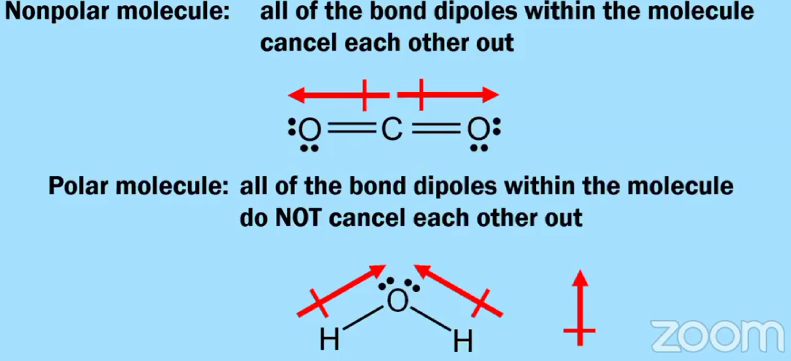 Nonpolar molecule: all of the bond dipoles within the molecule
cancel each other out
:O=C=O:
Polar molecule: all of the bond dipoles within the molecule
do NOT cancel each other out
O
H H
zoom